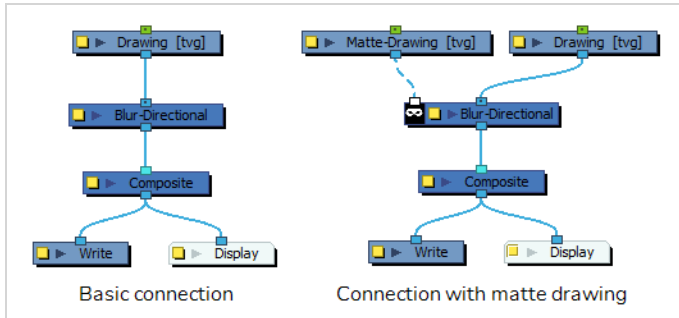 Drawing [tvg]
Blur-Directional
Composite
Write
Display
Basic connection
Matte-Drawing [tvg]
Drawing [tvg]
Blur-Directional
Composite
Write
Display
Connection with matte drawing